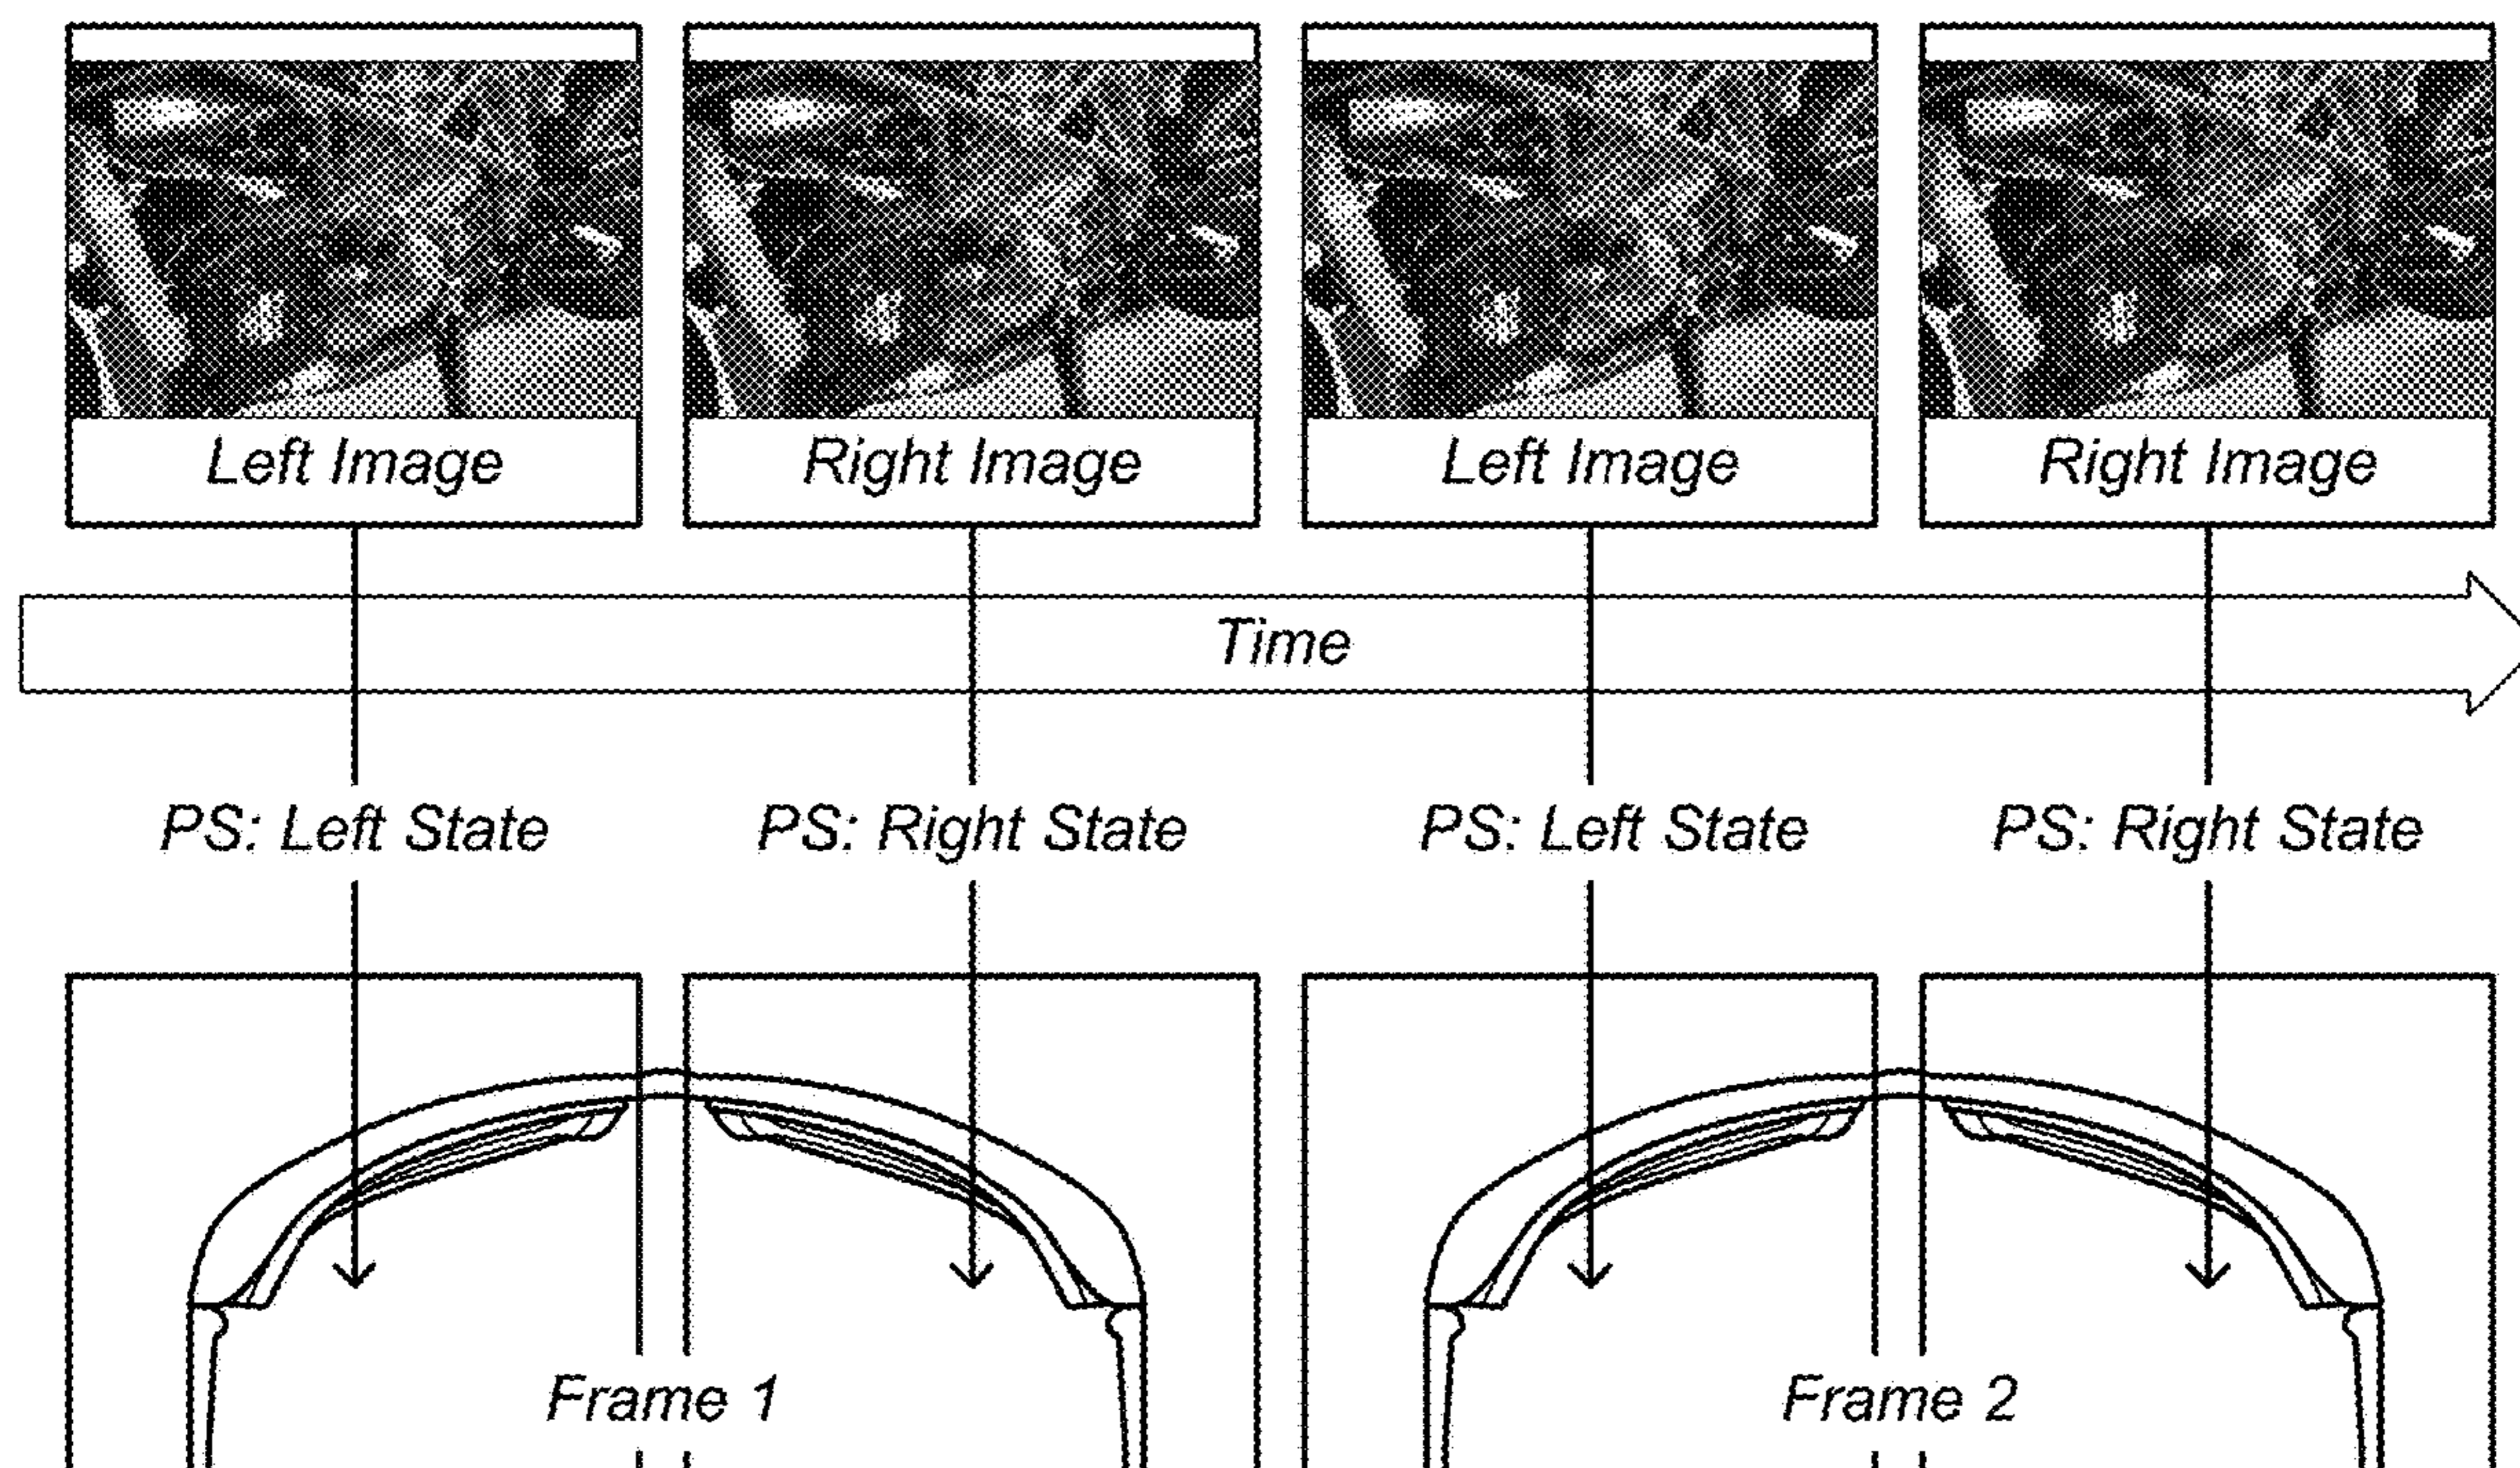 Left Image
Right Image
Left Image
Right Image
Time
PS: Left State
PS: Right State
PS: Left State
PS: Right State
Frame 1
Frame 2